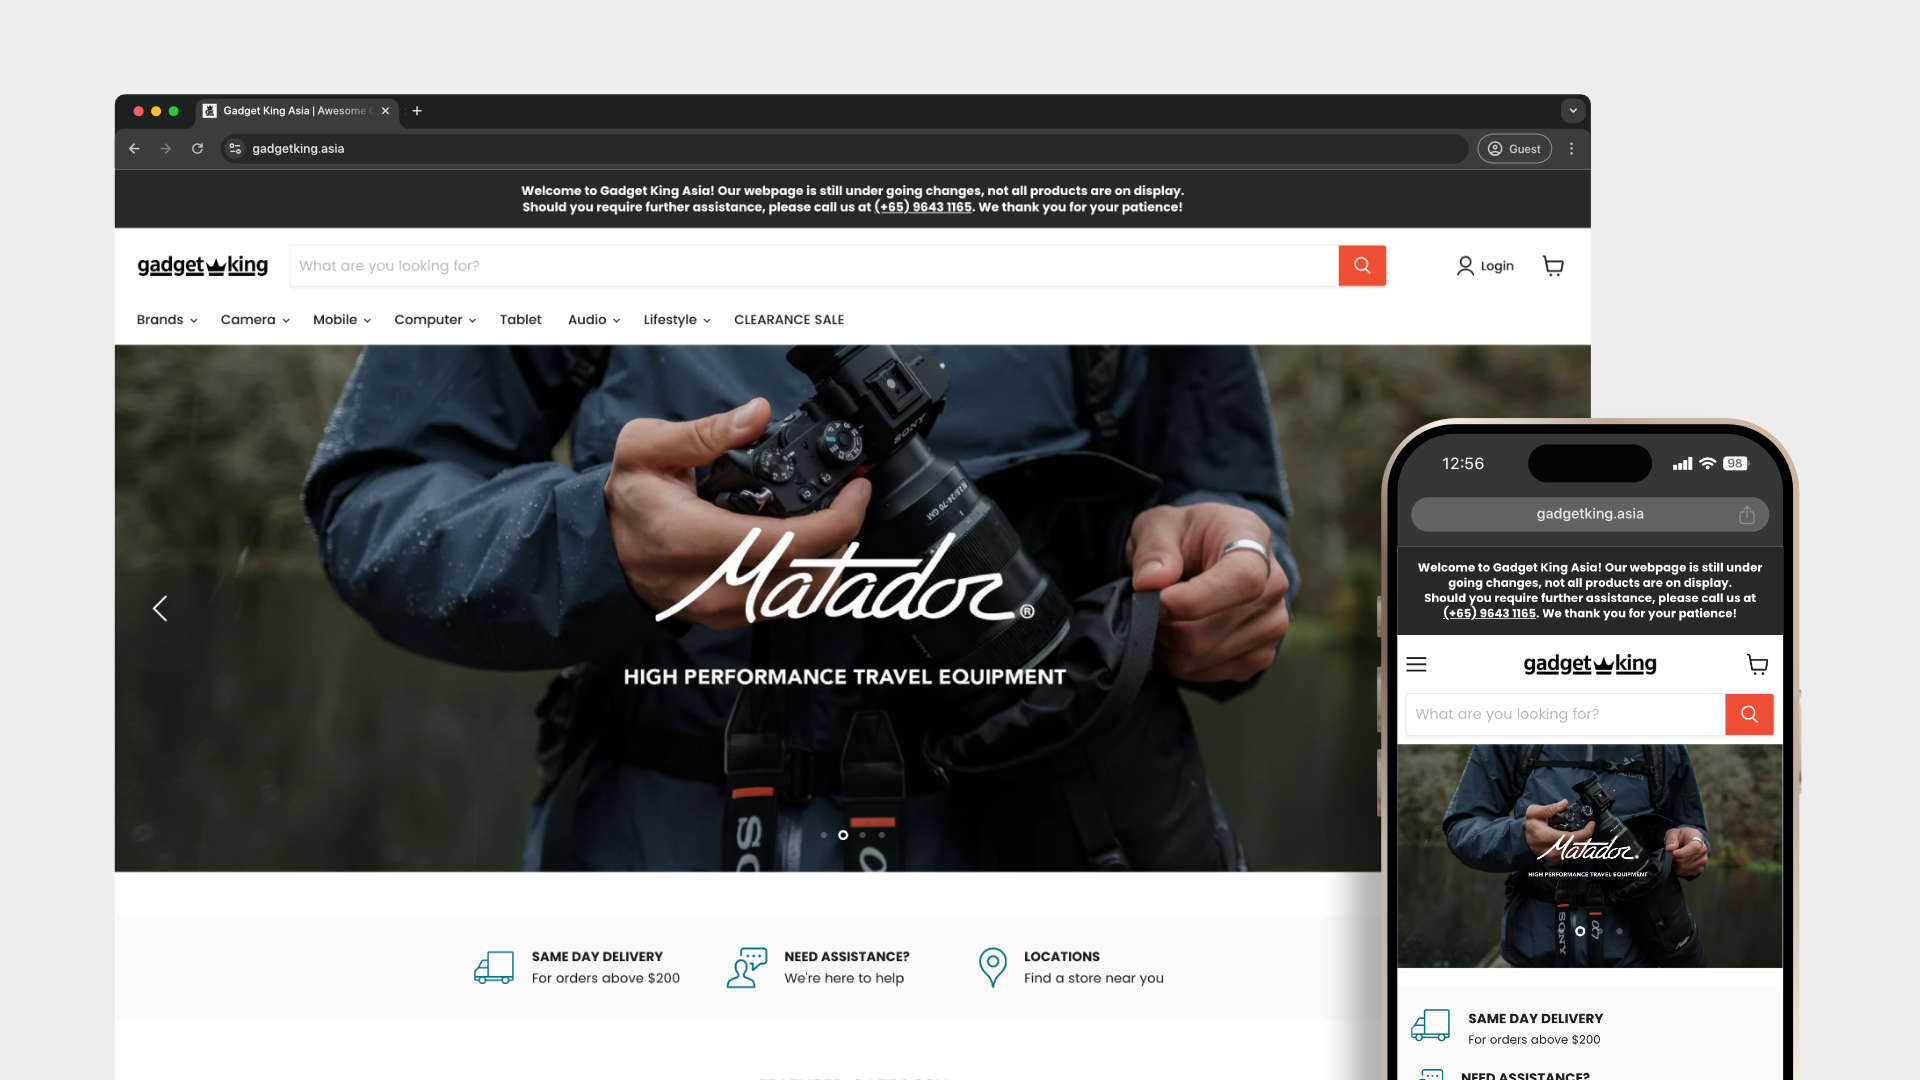 Gadget King Asia | Awesome
gadgetking.asia
Guest
Welcome to Gadget King Asia! Our webpage is still under going changes, not all products are on display.
Should you require further assistance, please call us at (+65) 9643 1165. We thank you for your patience!
gadget king
What are you looking for?
Login
Brands
Camera
Mobile
Computer
Tablet
Audio
Lifestyle
CLEARANCE SALE
SONY
Matador®
HIGH PERFORMANCE TRAVEL EQUIPMENT
SAME DAY DELIVERY
For orders above $200
NEED ASSISTANCE?
We're here to help
LOCATIONS
Find a store near you
12:56
98
gadgetking.asia
Welcome to Gadget King Asia! Our webpage is still under
going changes, not all products are on display.
Should you require further assistance, please call us at
(+65) 9643 1165. We thank you for your patience!
gadget king
What are you looking for?
Matador
HIGH PERFORMANCE TRAVEL EQUIPMENT
SONY
SAME DAY DELIVERY
For orders above $200
NEED ASSISTANCE?